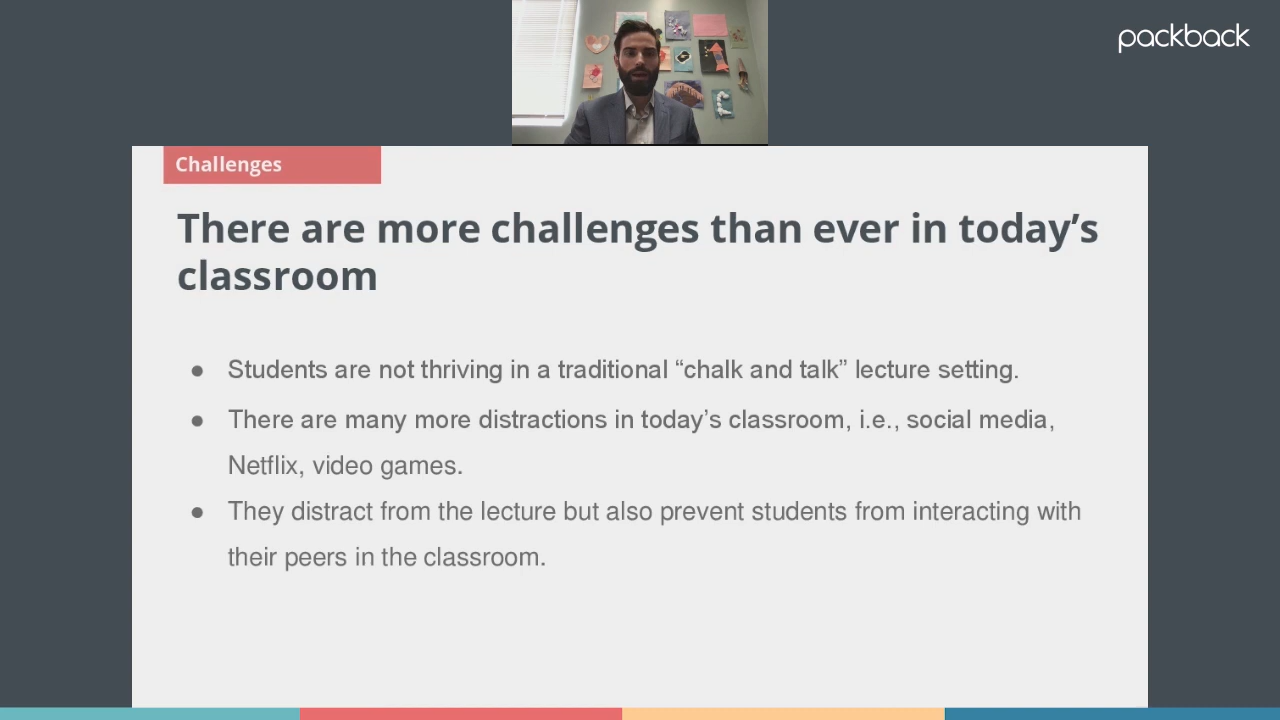 packback
Challenges
There are more challenges than ever in today’s
classroom
● Students are not thriving in a traditional “chalk and talk” lecture setting.
● There are many more distractions in today’s classroom, i.e., social media,
Netflix, video games.
● They distract from the lecture but also prevent students from interacting with
their peers in the classroom.